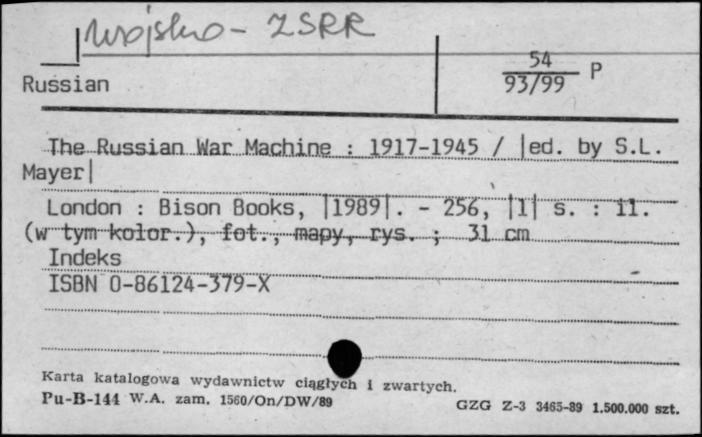 wojsko - ZSRR
54
93/99 P
Russian
The Russian War Machine : 1917-1945 / |ed. by S.L.
Mayer|
London : Bison Books, |1989|. - 256, |1| s. : il.
(w tym kolor.), fot., mapy, rys. ; 31 cm
Indeks
ISBN 0-86124-379-X
Karta katalogowa wydawnictw ciągłych i zwartych.
Pu-B-144 W.A. zam. 1560/On/DW/89
GZG Z-3 3465-89 1.500.000 szt.